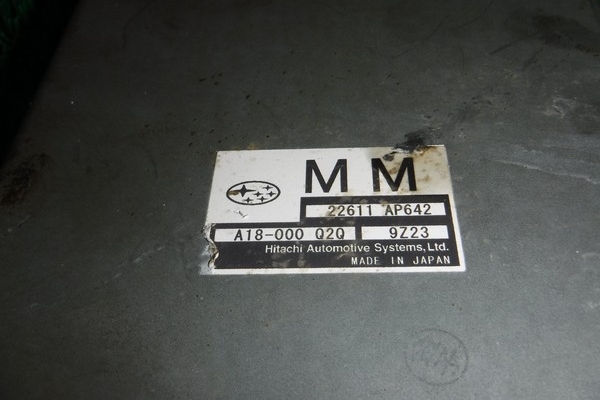 MM
22611 AP642
A18-000 Q2Q 9Z23
Hitachi Automotive Systems, Ltd.
MADE IN JAPAN